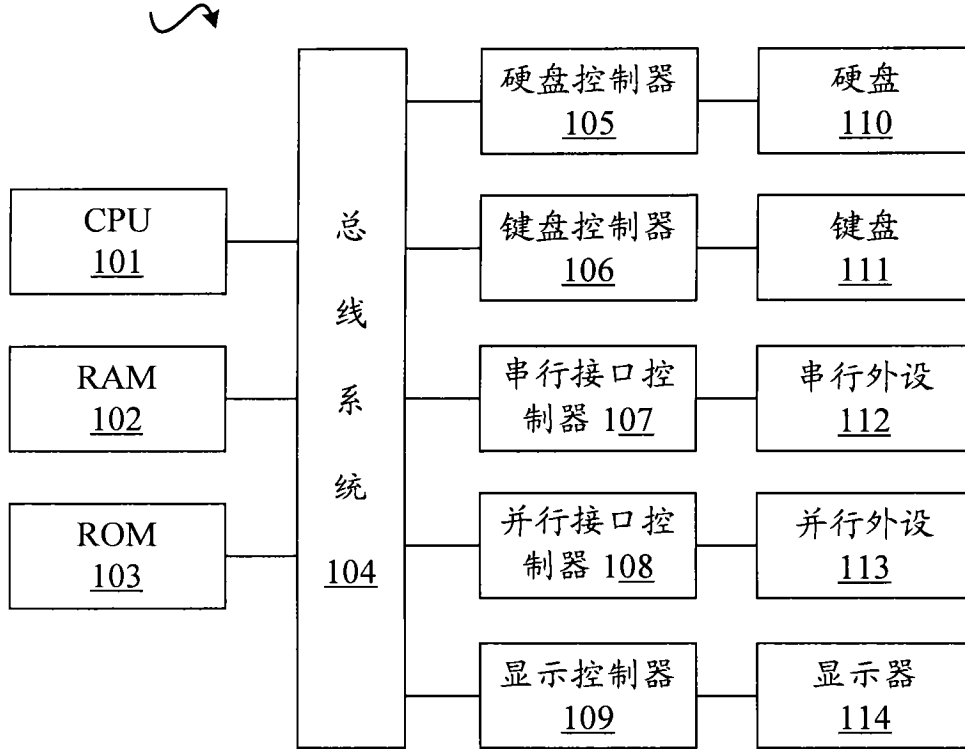 CPU
101
RAM
102
ROM
103
总
线
系
统
104
硬盘控制器
105
键盘控制器
106
串行接口控
制器 107
并行接口控
制器 108
显示控制器
109
硬盘
110
键盘
111
串行外设
112
并行外设
113
显示器
114